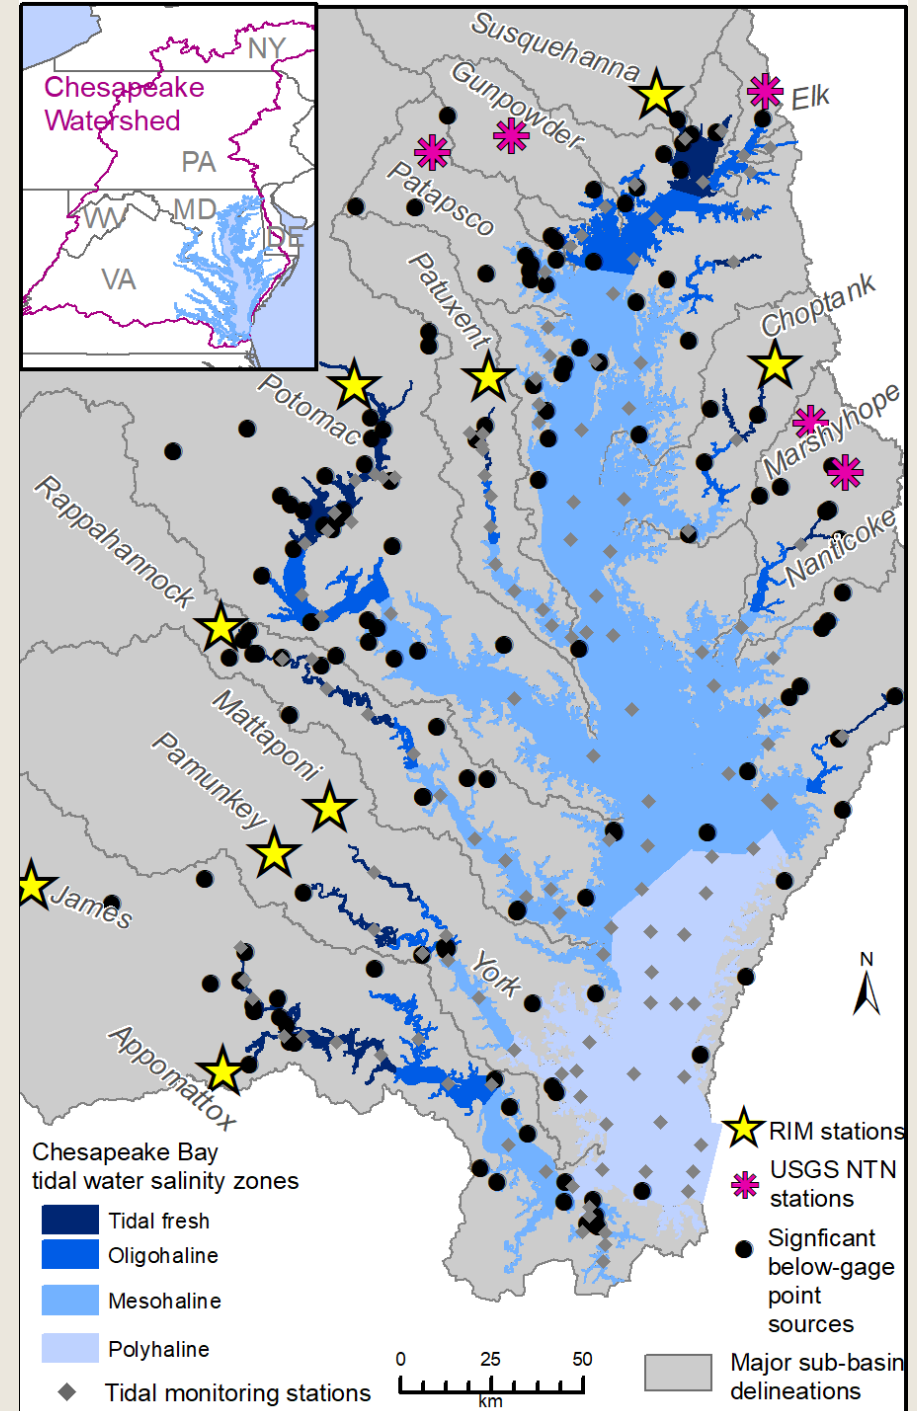 NY
Chesapeake
Watershed
PA
WV
MD
DE
VA
Susquehanna
Gunpowder
Elk
Patapsco
Patuxent
Choptank
Potomac
Marshyhope
Rappahannock
Nanticoke
Mattaponi
Pamunkey
James
York
N
Appomattox
Chesapeake Bay
tidal water salinity zones
Tidal fresh
Oligohaline
Mesohaline
Polyhaline
Tidal monitoring stations
0 25 50
km
RIM stations
USGS NTN
stations
Signficant
below-gage
point
sources
Major sub-basin
delineations